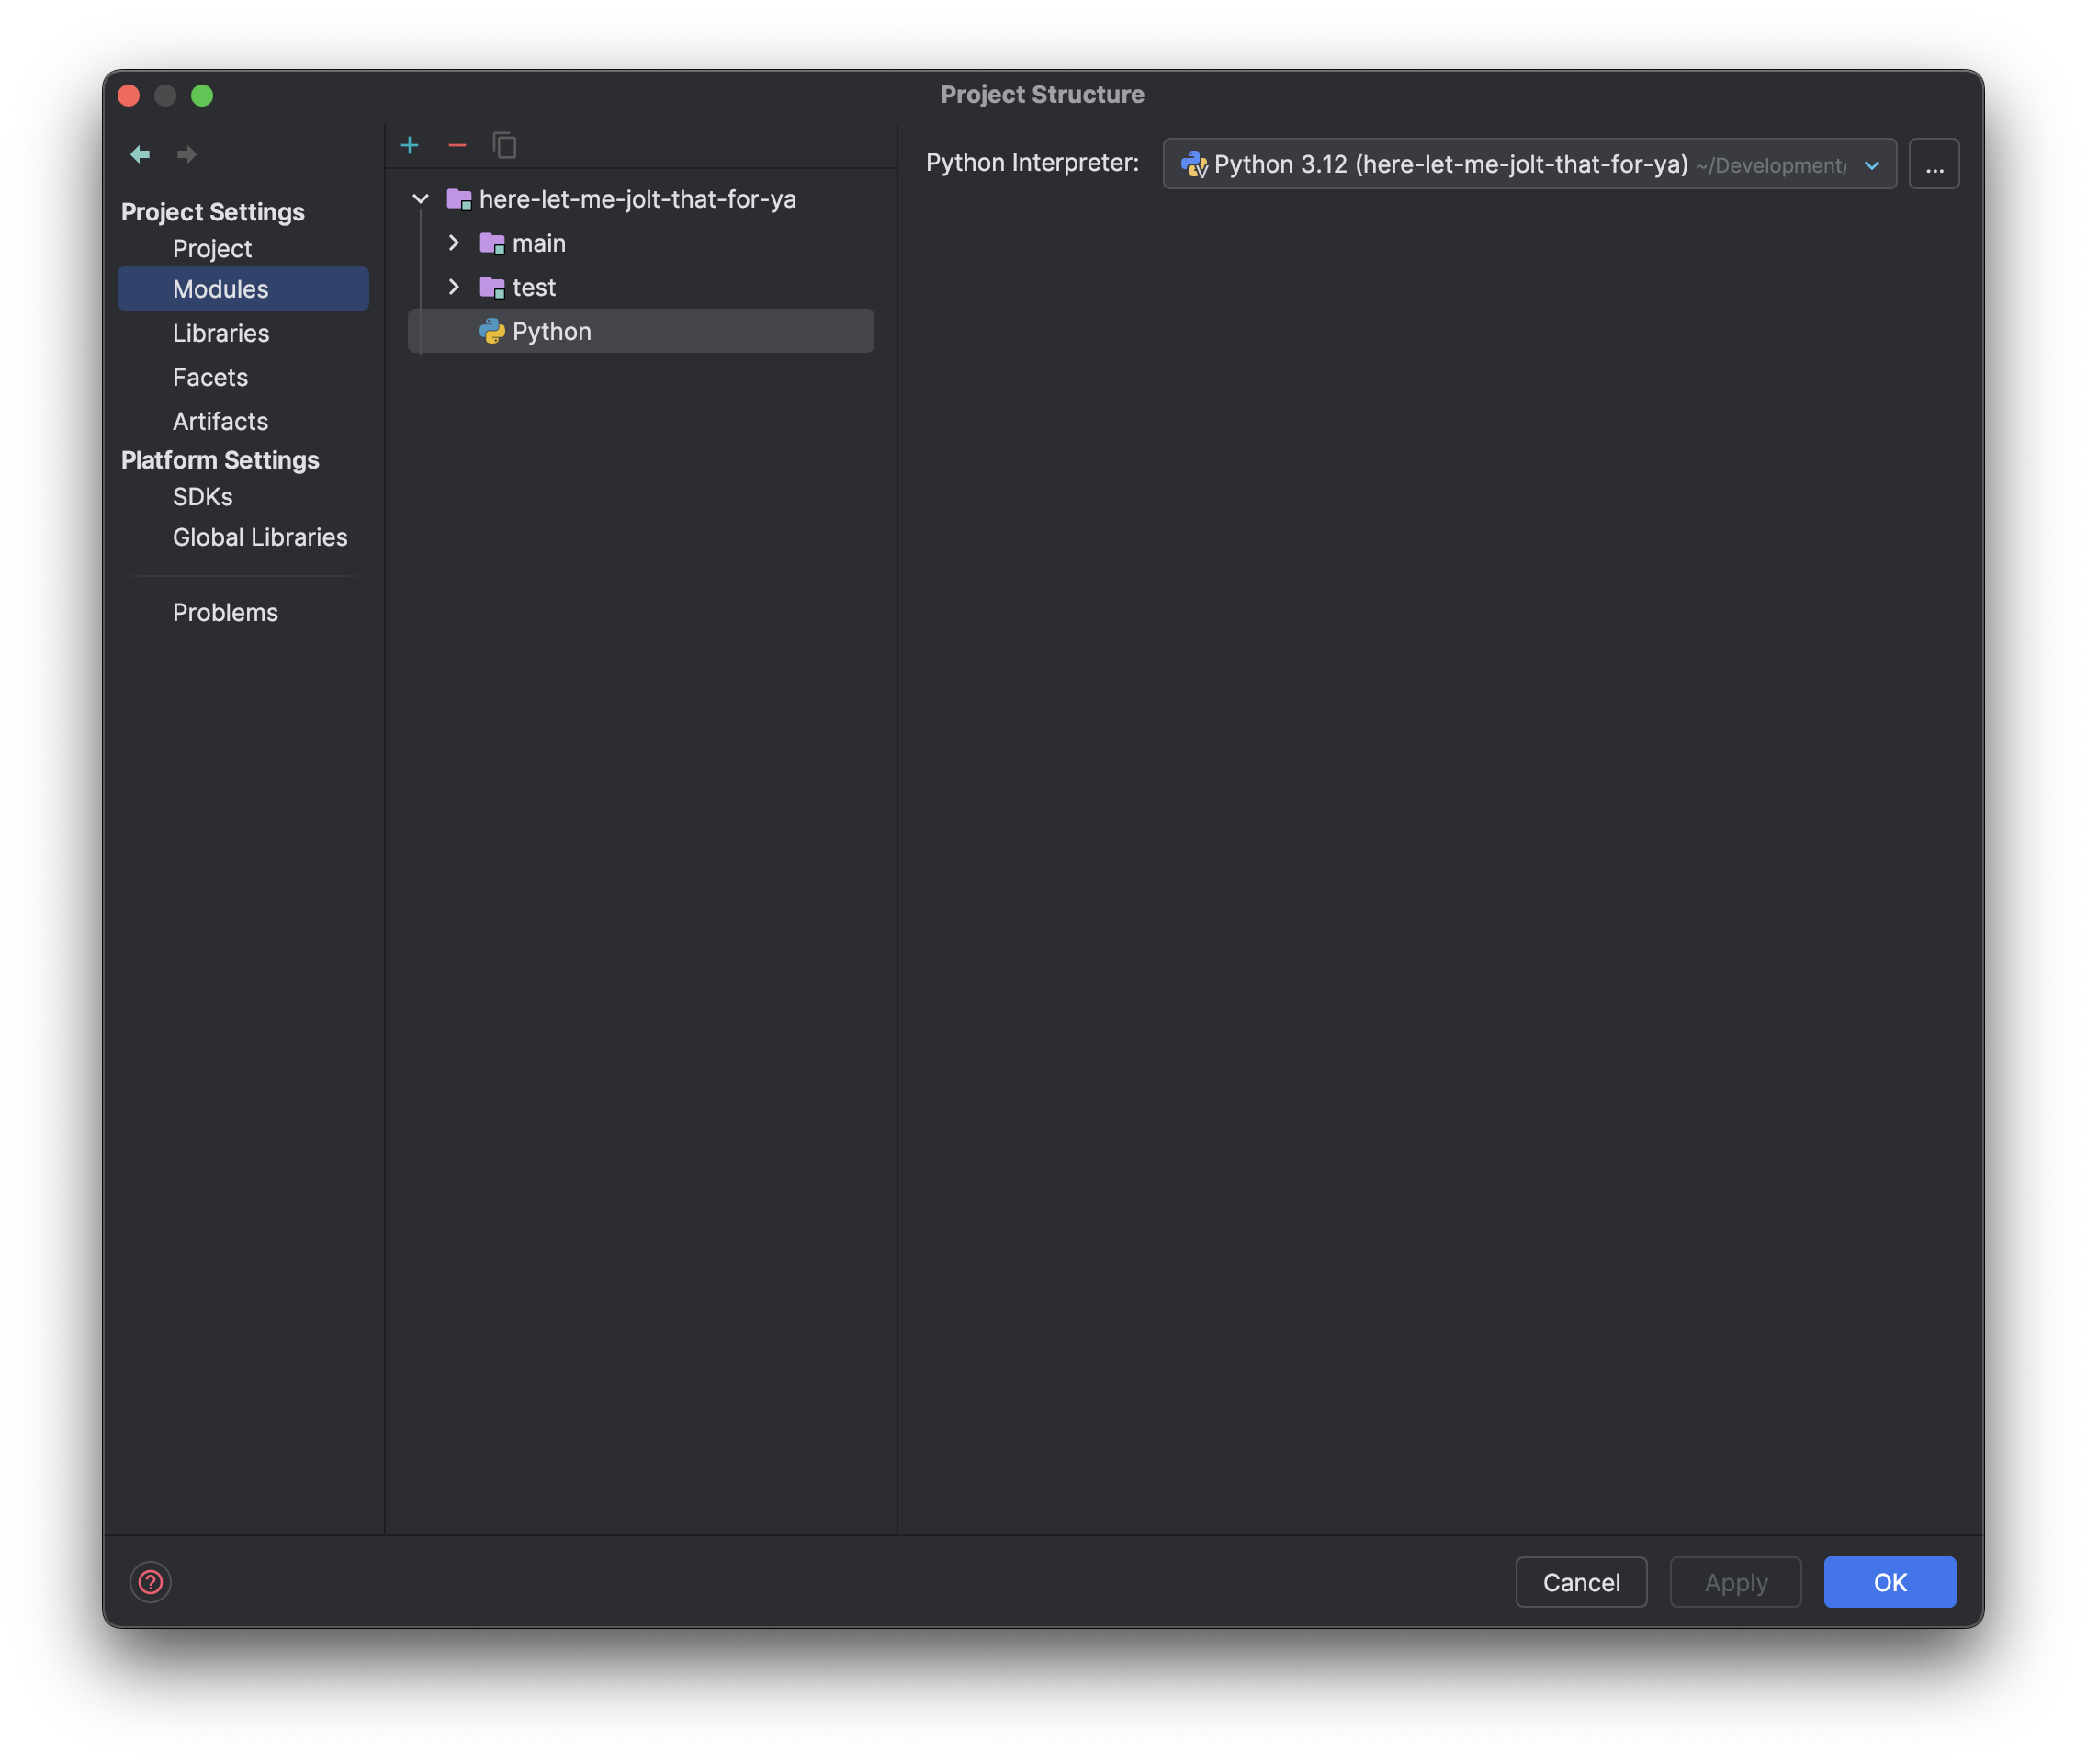 Project Structure
Project Settings
Project
Modules
Libraries
Facets
Artifacts
Platform Settings
SDKs
Global Libraries
Problems
here-let-me-jolt-that-for-ya
main
test
Python
Python Interpreter: Python 3.12 (here-let-me-jolt-that-for-ya) ~/Development/ ...
? Cancel Apply OK